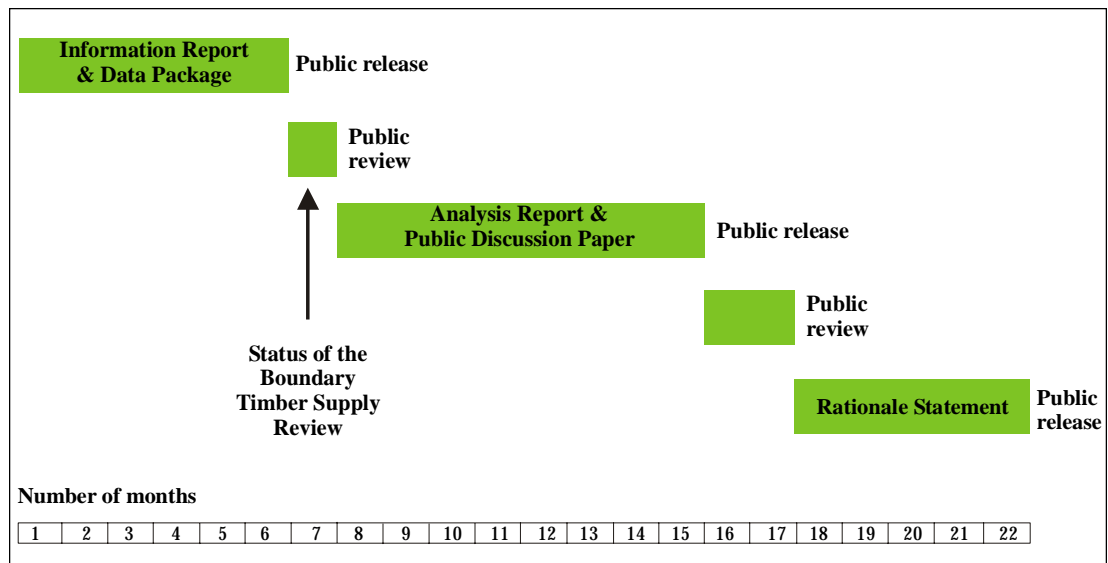 Information Report
& Data Package
Public release
Public
review
Analysis Report &
Public Discussion Paper
Public release
Public
review
Status of the
Boundary
Timber Supply
Review
Rationale Statement
Public
release
Number of months
1 2 3 4 5 6 7 8 9 10 11 12 13 14 15 16 17 18 19 20 21 22